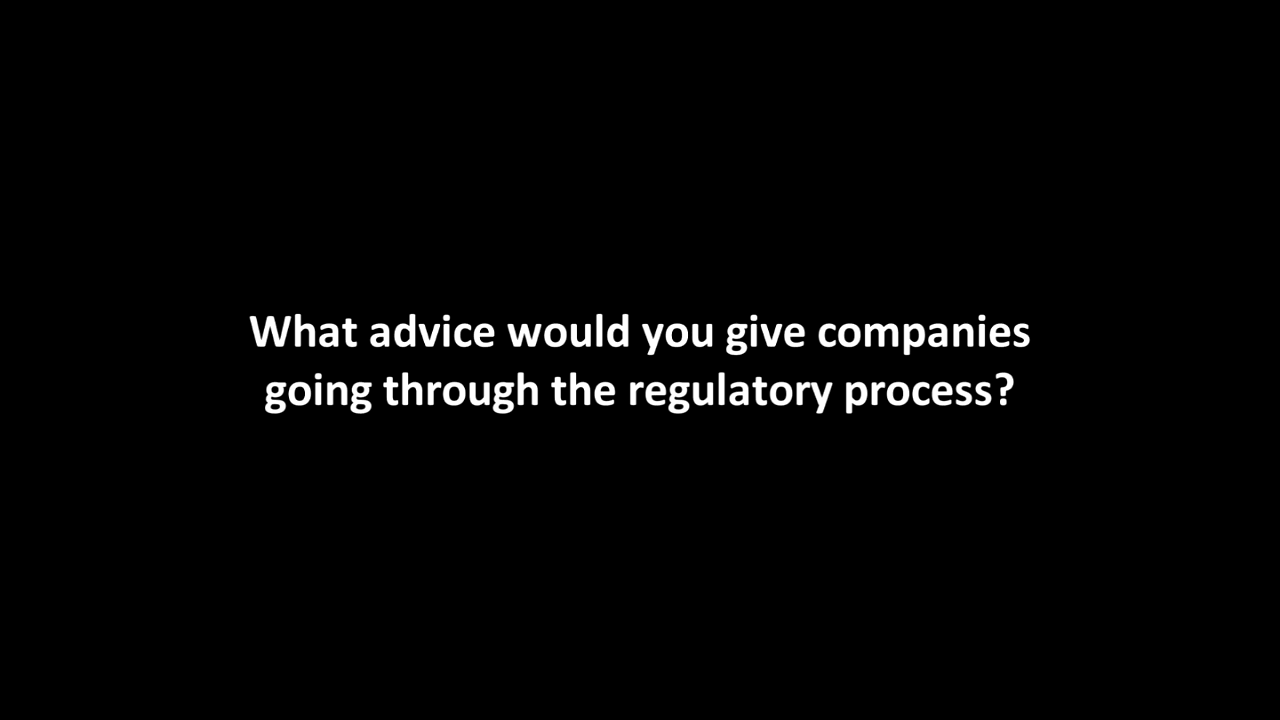 What advice would you give companies
going through the regulatory process?